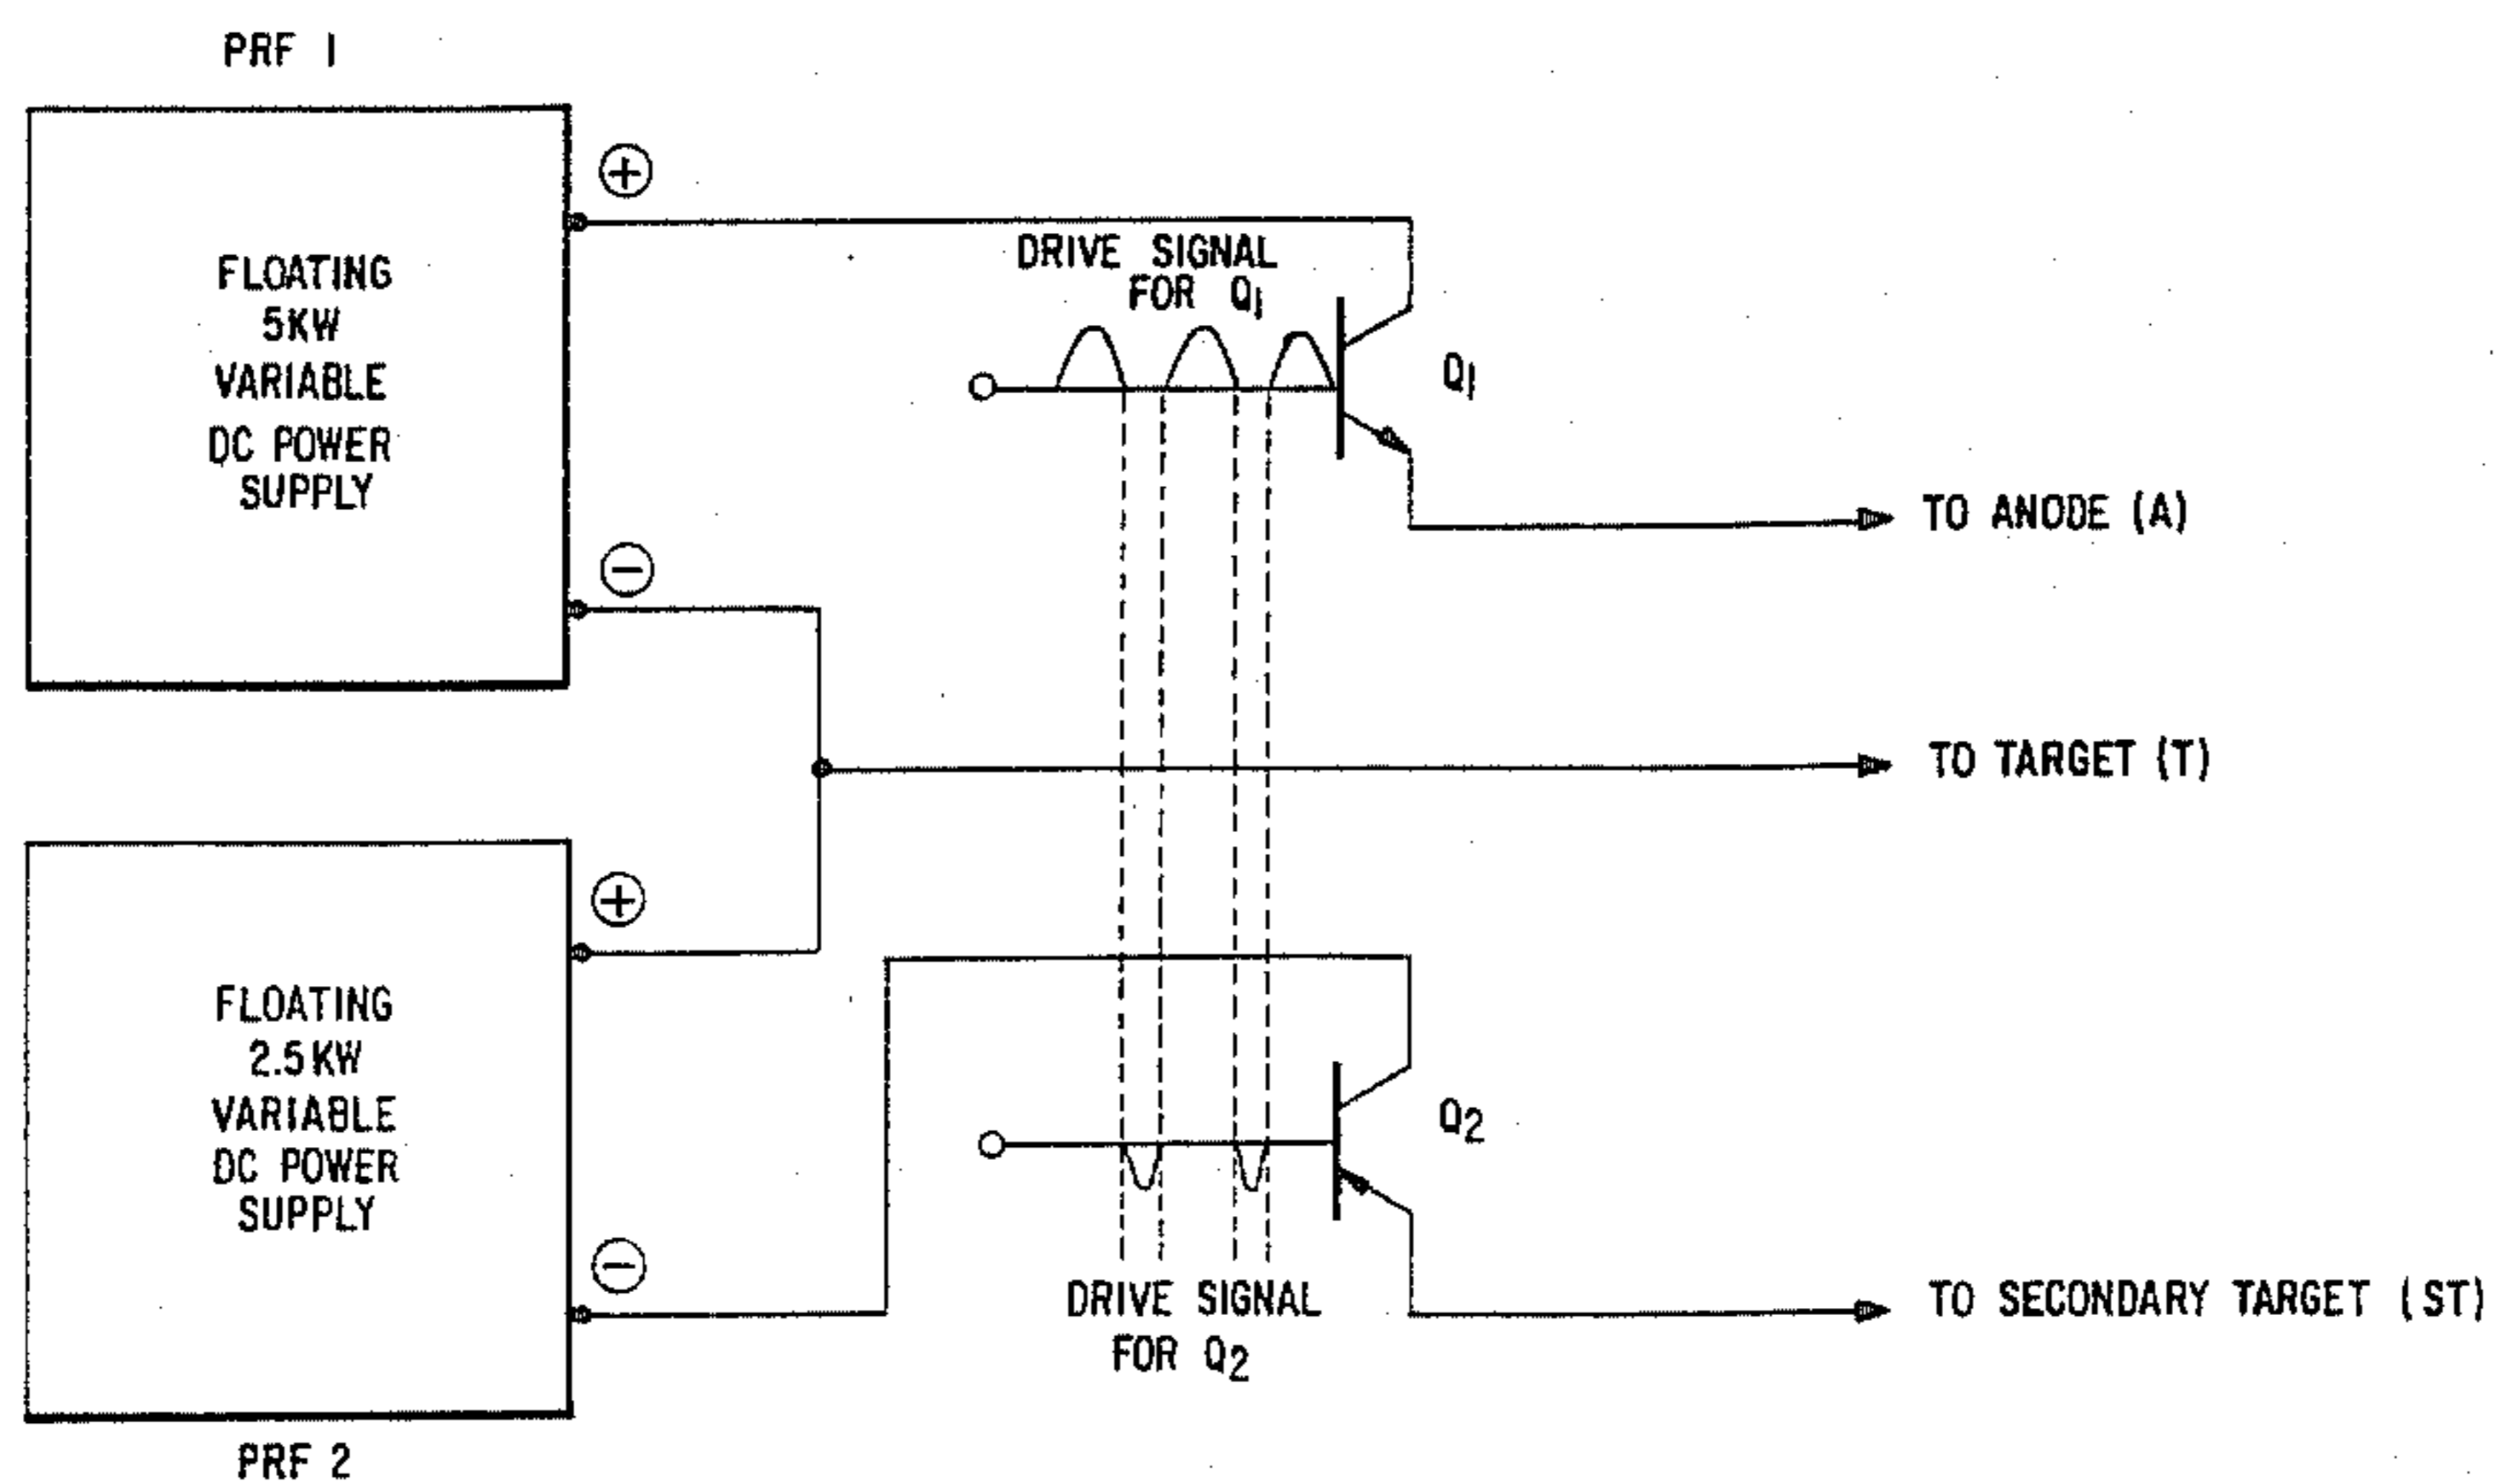 PRF 1
FLOATING
5KW
VARIABLE
DC POWER
SUPPLY
+
−
DRIVE SIGNAL
FOR Q1
Q1
TO ANODE (A)
TO TARGET (T)
FLOATING
2.5KW
VARIABLE
DC POWER
SUPPLY
+
−
Q2
DRIVE SIGNAL
FOR Q2
TO SECONDARY TARGET (ST)
PRF 2